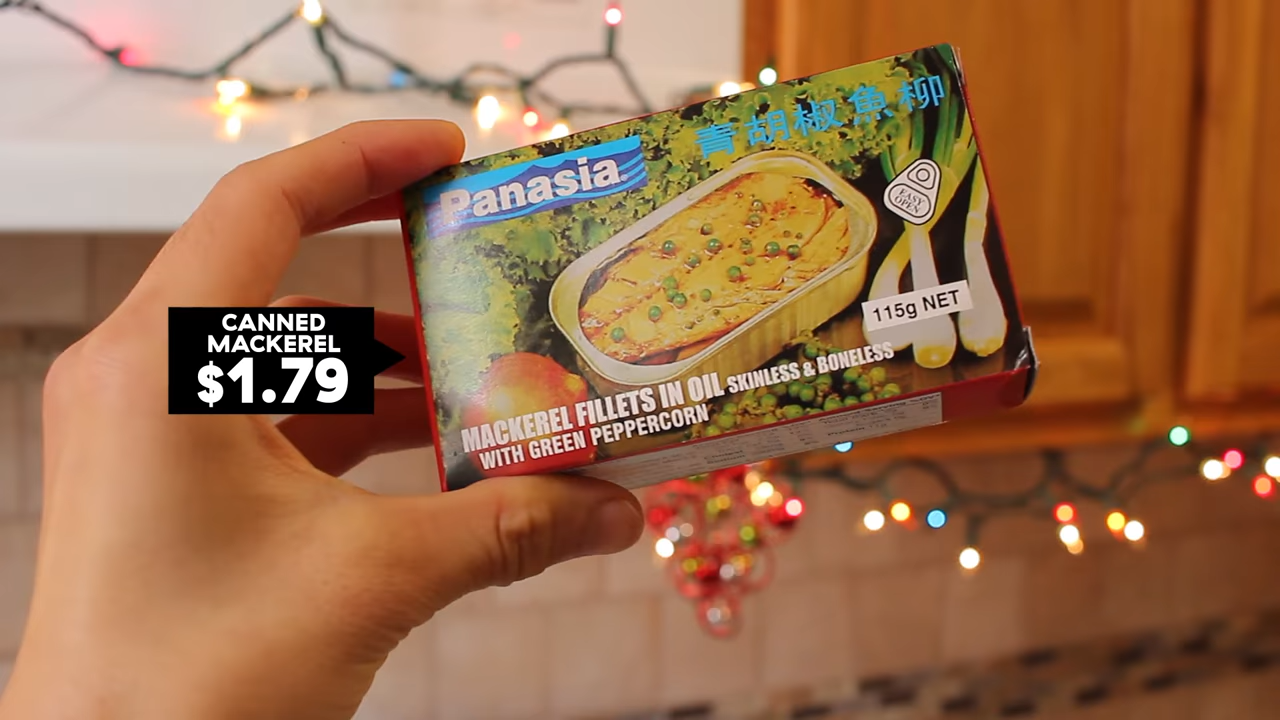 Panasia
青胡椒魚柳
EASY
OPEN
115g NET
CANNED
MACKEREL
$1.79
MACKEREL FILLETS IN OIL SKINLESS & BONELESS
WITH GREEN PEPPERCORN